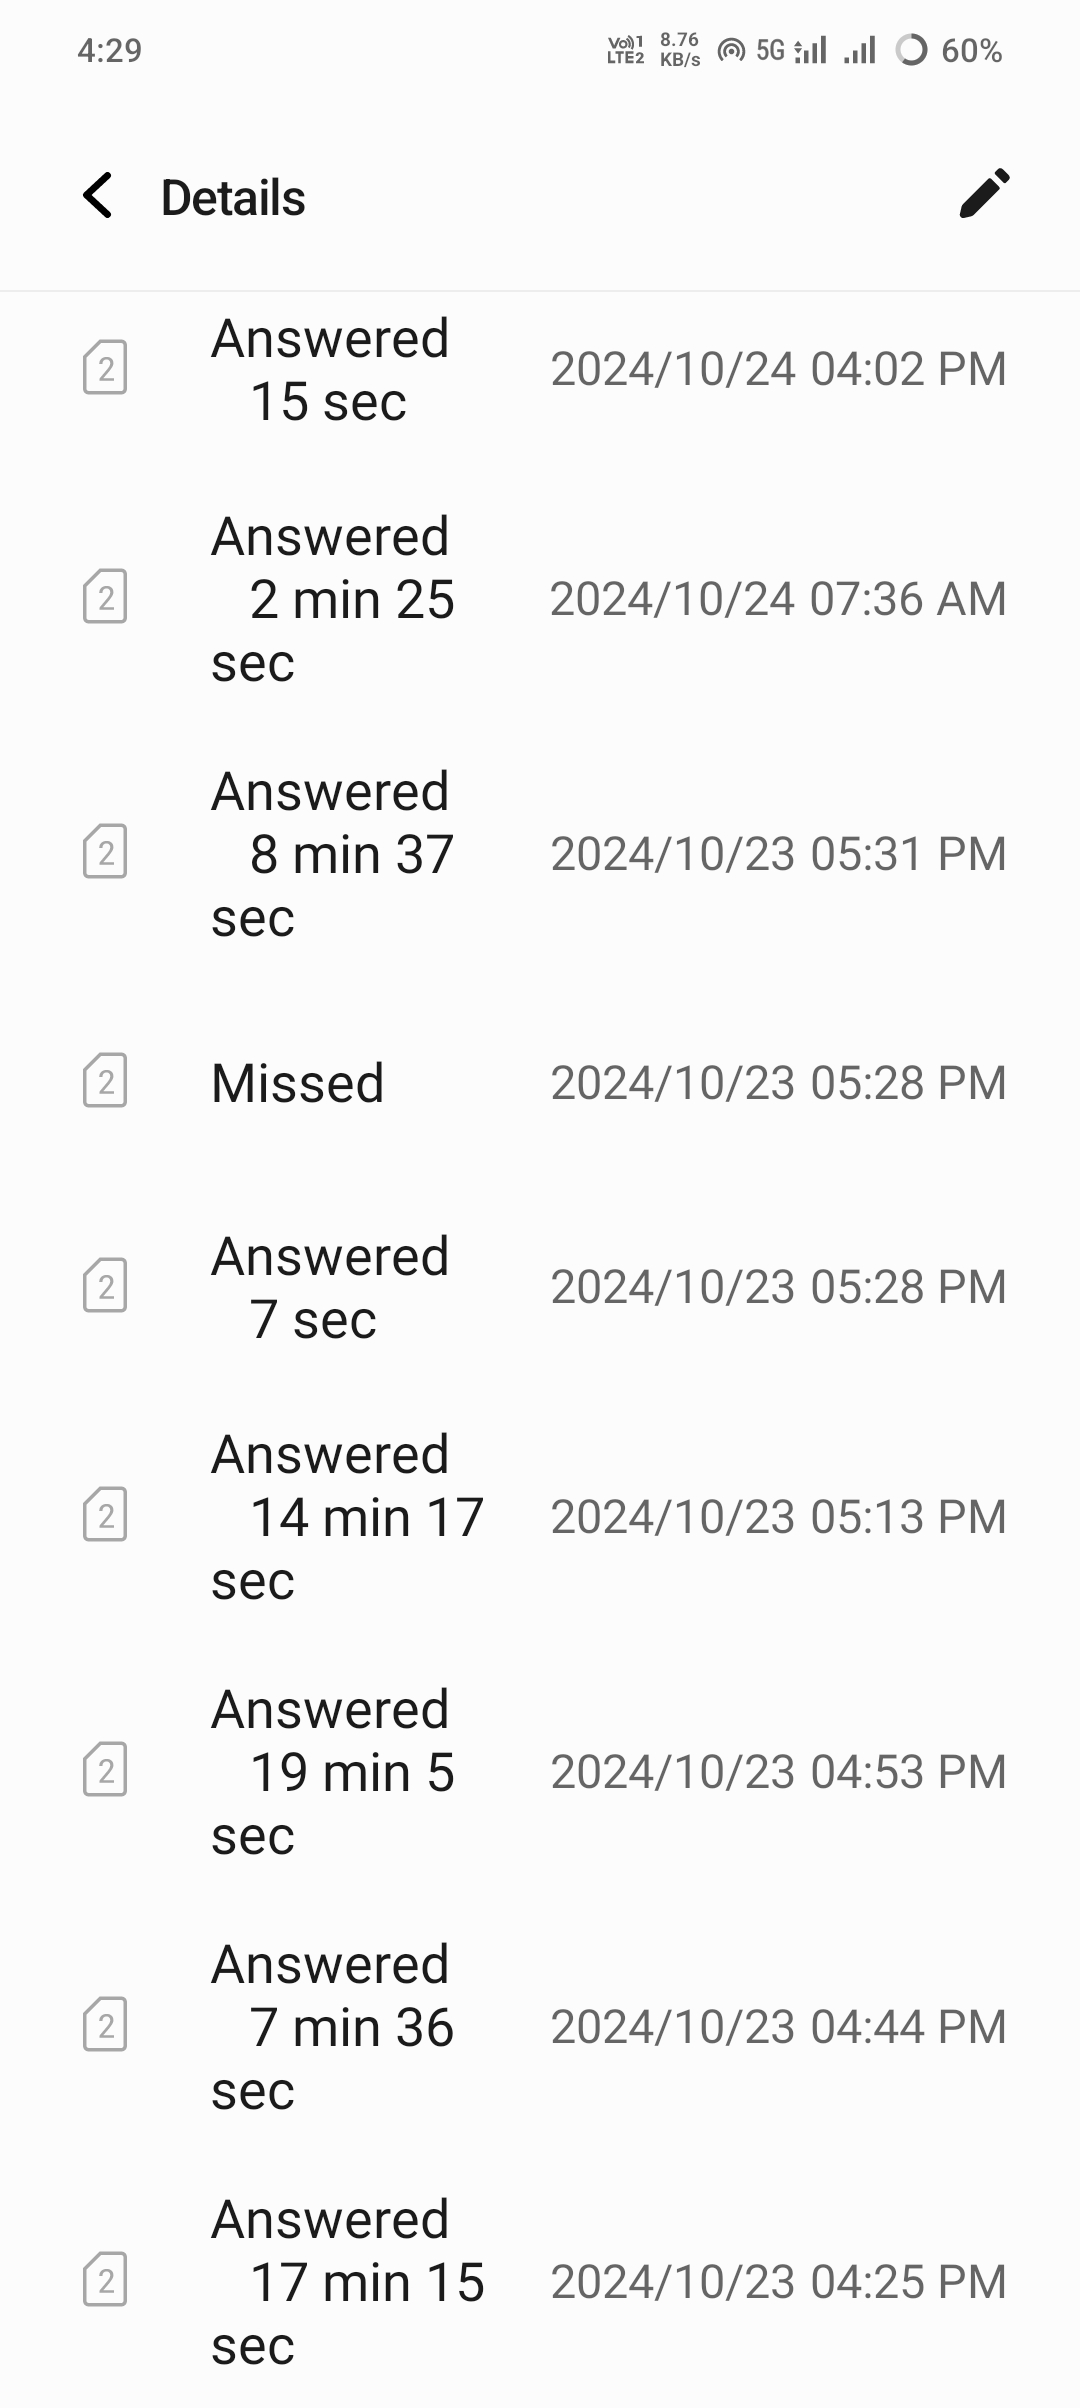 4:29 Vo 1 LTE2 8.76 KB/s 5G 60%
Details
2 Answered 15 sec 2024/10/24 04:02 PM
2 Answered 2 min 25 sec 2024/10/24 07:36 AM
2 Answered 8 min 37 sec 2024/10/23 05:31 PM
2 Missed 2024/10/23 05:28 PM
2 Answered 7 sec 2024/10/23 05:28 PM
2 Answered 14 min 17 sec 2024/10/23 05:13 PM
2 Answered 19 min 5 sec 2024/10/23 04:53 PM
2 Answered 7 min 36 sec 2024/10/23 04:44 PM
2 Answered 17 min 15 sec 2024/10/23 04:25 PM